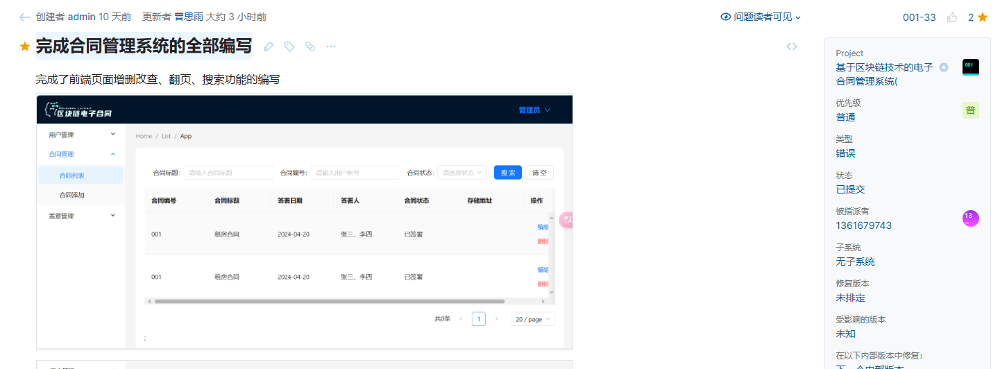 创建者 admin 10 天前 更新者 曾思雨 大约 3 小时前
问题读者可见
001-33 2
完成合同管理系统的全部编写
完成了前端页面增删改查、翻页、搜索功能的编写
区块链电子合同
管理员
用户管理
合同管理
合同列表
合同添加
盖章管理
Home / List / App
合同标题: 请输入合同标题 合同编号: 请输入用户账号 合同状态: 请选择状态 搜 索 清 空
合同编号 合同标题 签署日期 签署人 合同状态 存储地址 操作
001 租房合同 2024-04-20 张三、李四 已签署 编辑
删除
001 租房合同 2024-04-20 张三、李四 已签署 编辑
删除
共0条 1 20 / page
;
Project
基于区块链技术的电子
合同管理系统(
001
优先级
普通
普
类型
错误
状态
已提交
被指派者
1361679743
13
子系统
无子系统
修复版本
未排定
受影响的版本
未知
在以下内部版本中修复: